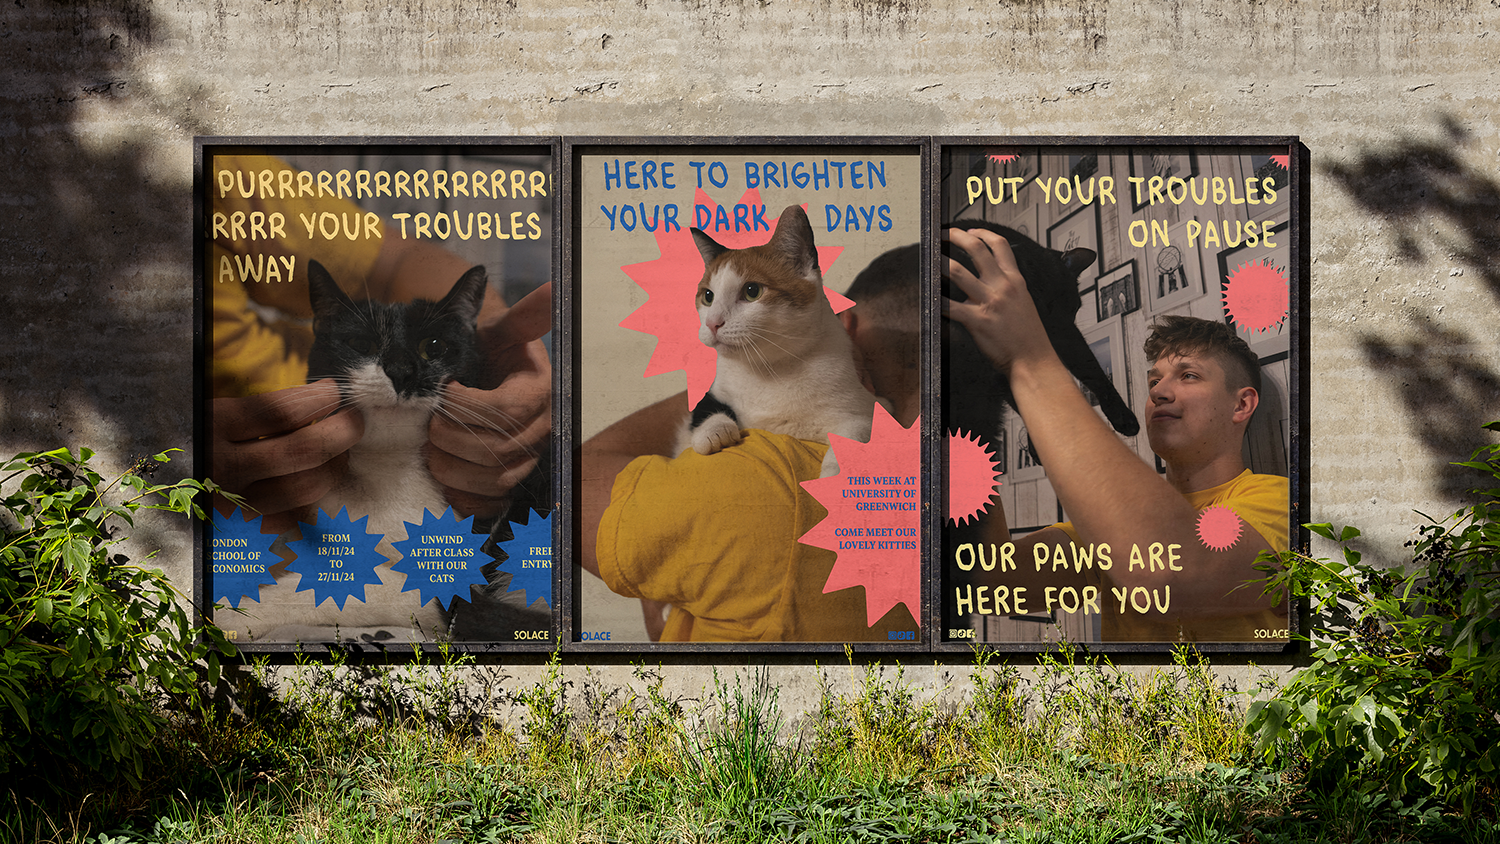 PURRRRRRRRRRRRRRR
RRRR YOUR TROUBLES
AWAY
ONDON
CHOOL OF
CONOMICS
FROM
18/11/24
TO
27/11/24
UNWIND
AFTER CLASS
WITH OUR
CATS
FREE
ENTRY
SOLACE
HERE TO BRIGHTEN
YOUR DARK DAYS
THIS WEEK AT
UNIVERSITY OF
GREENWICH
COME MEET OUR
LOVELY KITTIES
OLACE
PUT YOUR TROUBLES
ON PAUSE
OUR PAWS ARE
HERE FOR YOU
SOLACE